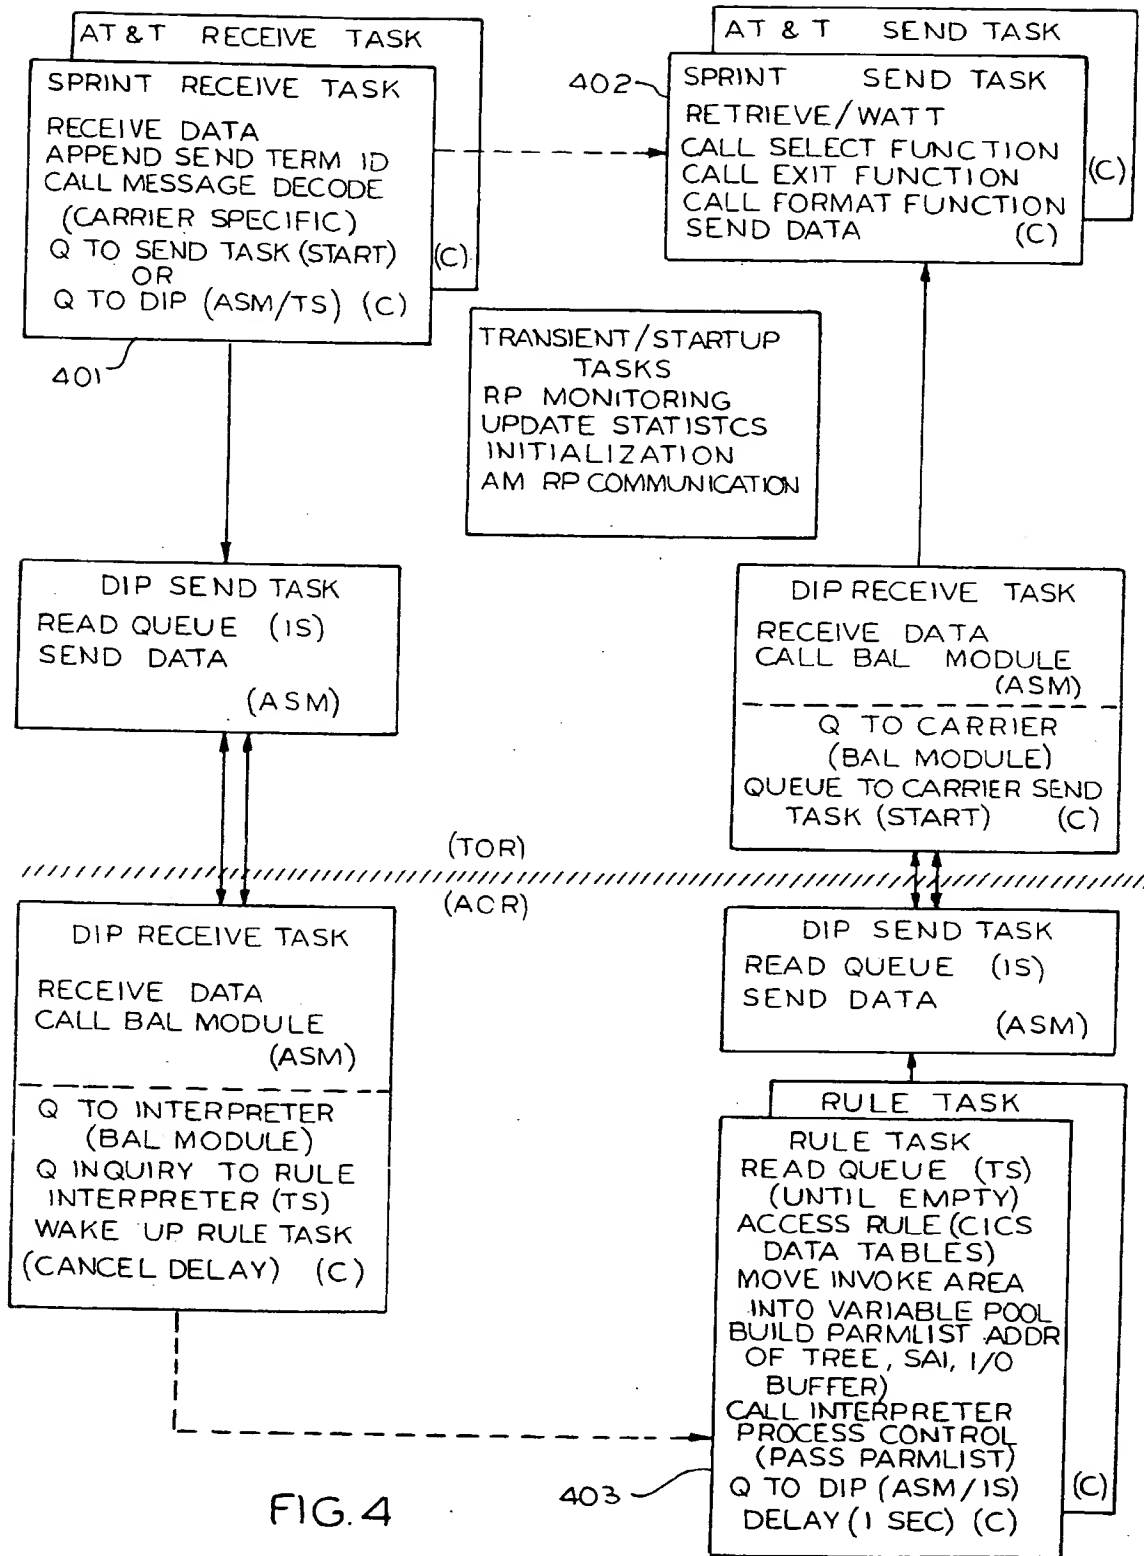 AT&T RECEIVE TASK
SPRINT RECEIVE TASK
RECEIVE DATA
APPEND SEND TERM ID
CALL MESSAGE DECODE
(CARRIER SPECIFIC)
Q TO SEND TASK (START)
OR
Q TO DIP (ASM/TS) (C)
(C)
401
AT&T SEND TASK
402
SPRINT SEND TASK
RETRIEVE/WATT
CALL SELECT FUNCTION
CALL EXIT FUNCTION
CALL FORMAT FUNCTION
SEND DATA (C)
(C)
TRANSIENT/STARTUP
TASKS
RP MONITORING
UPDATE STATISTCS
INITIALIZATION
AM RP COMMUNICATION
DIP SEND TASK
READ QUEUE (IS)
SEND DATA
(ASM)
DIP RECEIVE TASK
RECEIVE DATA
CALL BAL MODULE
(ASM)
Q TO CARRIER
(BAL MODULE)
QUEUE TO CARRIER SEND
TASK (START) (C)
(TOR)
(ACR)
DIP RECEIVE TASK
RECEIVE DATA
CALL BAL MODULE
(ASM)
Q TO INTERPRETER
(BAL MODULE)
Q INQUIRY TO RULE
INTERPRETER (TS)
WAKE UP RULE TASK
(CANCEL DELAY) (C)
DIP SEND TASK
READ QUEUE (IS)
SEND DATA
(ASM)
RULE TASK
RULE TASK
READ QUEUE (TS)
(UNTIL EMPTY)
ACCESS RULE (CICS
DATA TABLES)
MOVE INVOKE AREA
INTO VARIABLE POOL
BUILD PARMLIST ADDR
OF TREE, SAI, I/O
BUFFER)
CALL INTERPRETER
PROCESS CONTROL
(PASS PARMLIST)
Q TO DIP (ASM/IS)
DELAY (1 SEC) (C)
(C)
403
FIG. 4